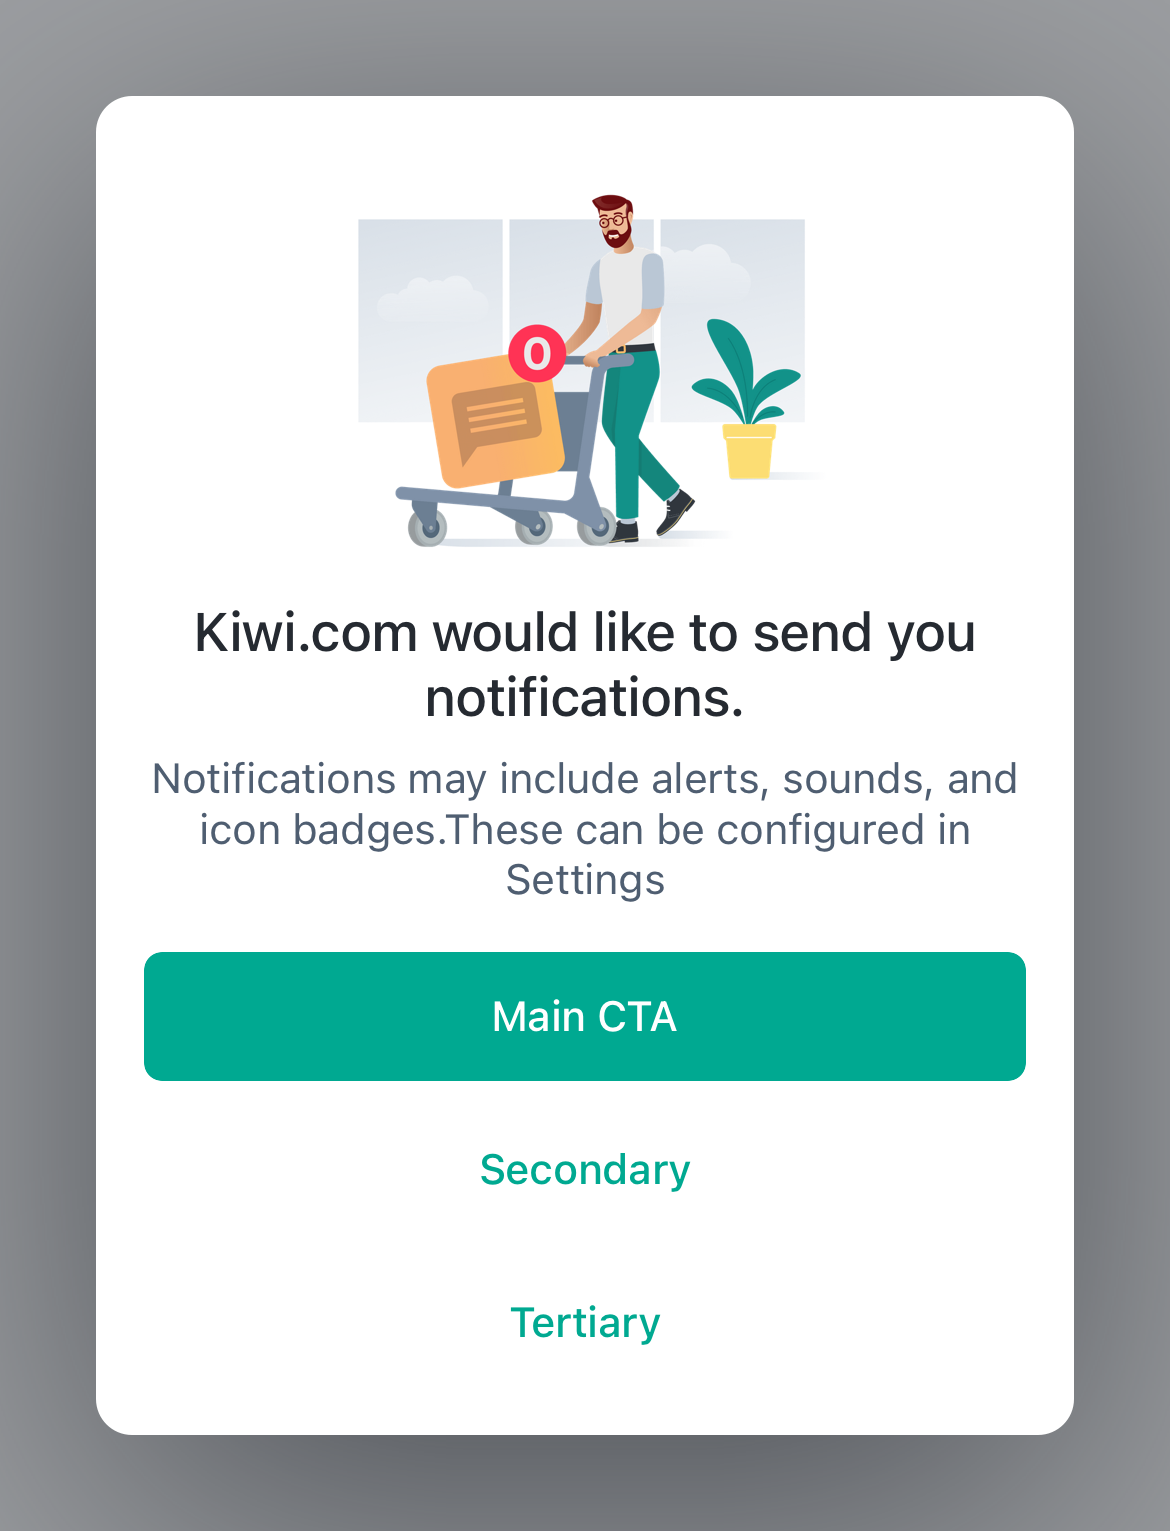 0
Kiwi.com would like to send you
notifications.
Notifications may include alerts, sounds, and
icon badges.These can be configured in
Settings
Main CTA
Secondary
Tertiary